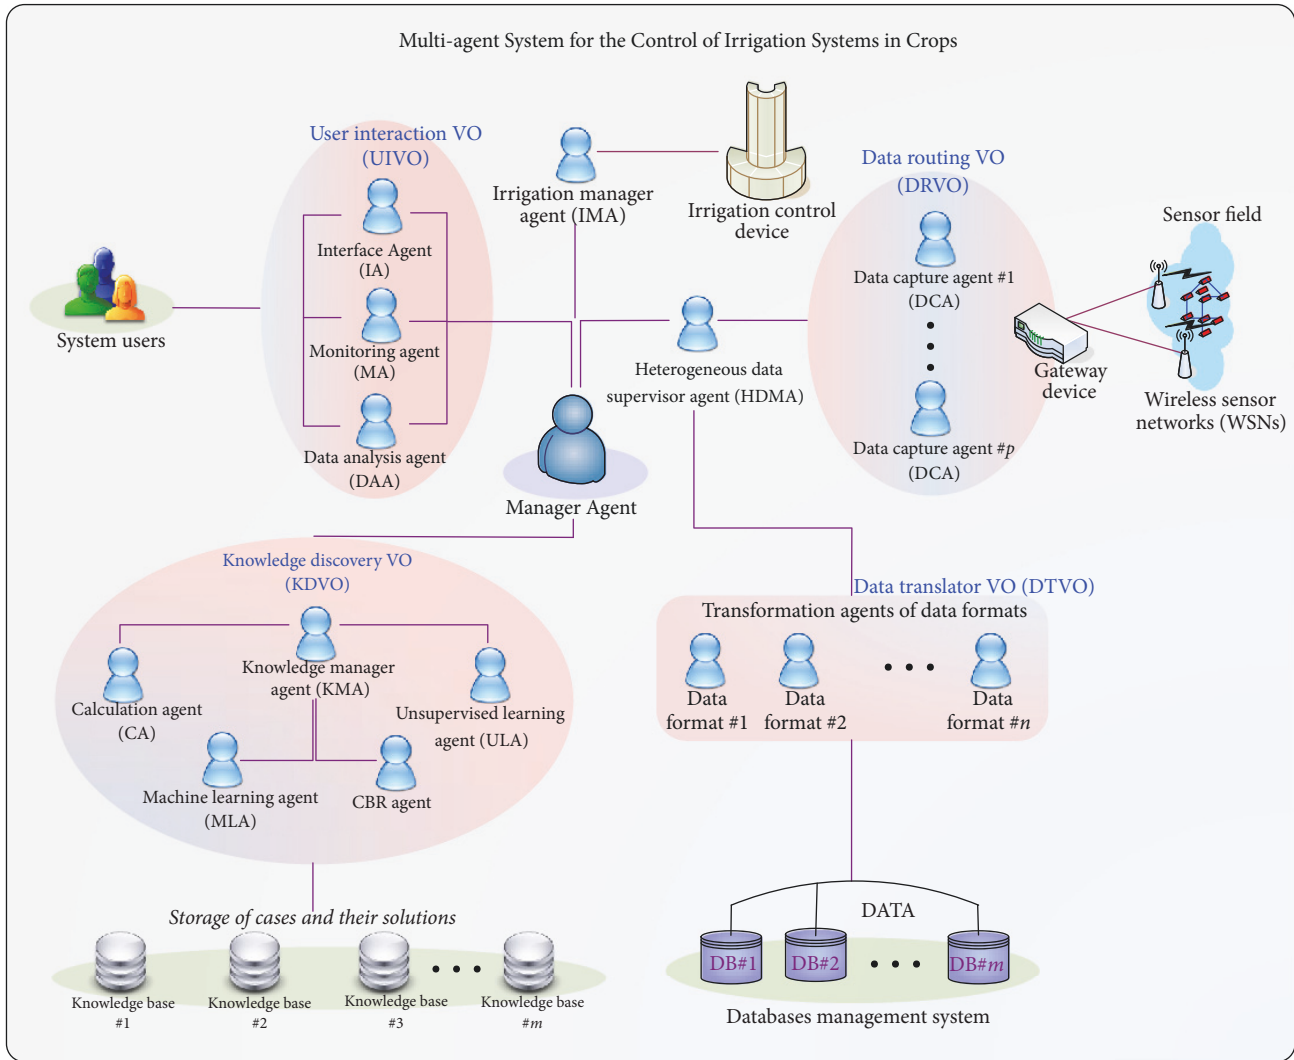 Multi-agent System for the Control of Irrigation Systems in Crops
User interaction VO
(UIVO)
Interface Agent
(IA)
Monitoring agent
(MA)
Data analysis agent
(DAA)
System users
Irrigation manager
agent (IMA)
Irrigation control
device
Data routing VO
(DRVO)
Data capture agent #1
(DCA)
Data capture agent #p
(DCA)
Sensor field
Gateway
device
Wireless sensor
networks (WSNs)
Heterogeneous data
supervisor agent (HDMA)
Manager Agent
Knowledge discovery VO
(KDVO)
Knowledge manager
agent (KMA)
Calculation agent
(CA)
Unsupervised learning
agent (ULA)
Machine learning agent
(MLA)
CBR agent
Data translator VO (DTVO)
Transformation agents of data formats
Data
format #1
Data
format #2
Data
format #n
Storage of cases and their solutions
Knowledge base
#1
Knowledge base
#2
Knowledge base
#3
Knowledge base
#m
DATA
DB#1
DB#2
DB#m
Databases management system